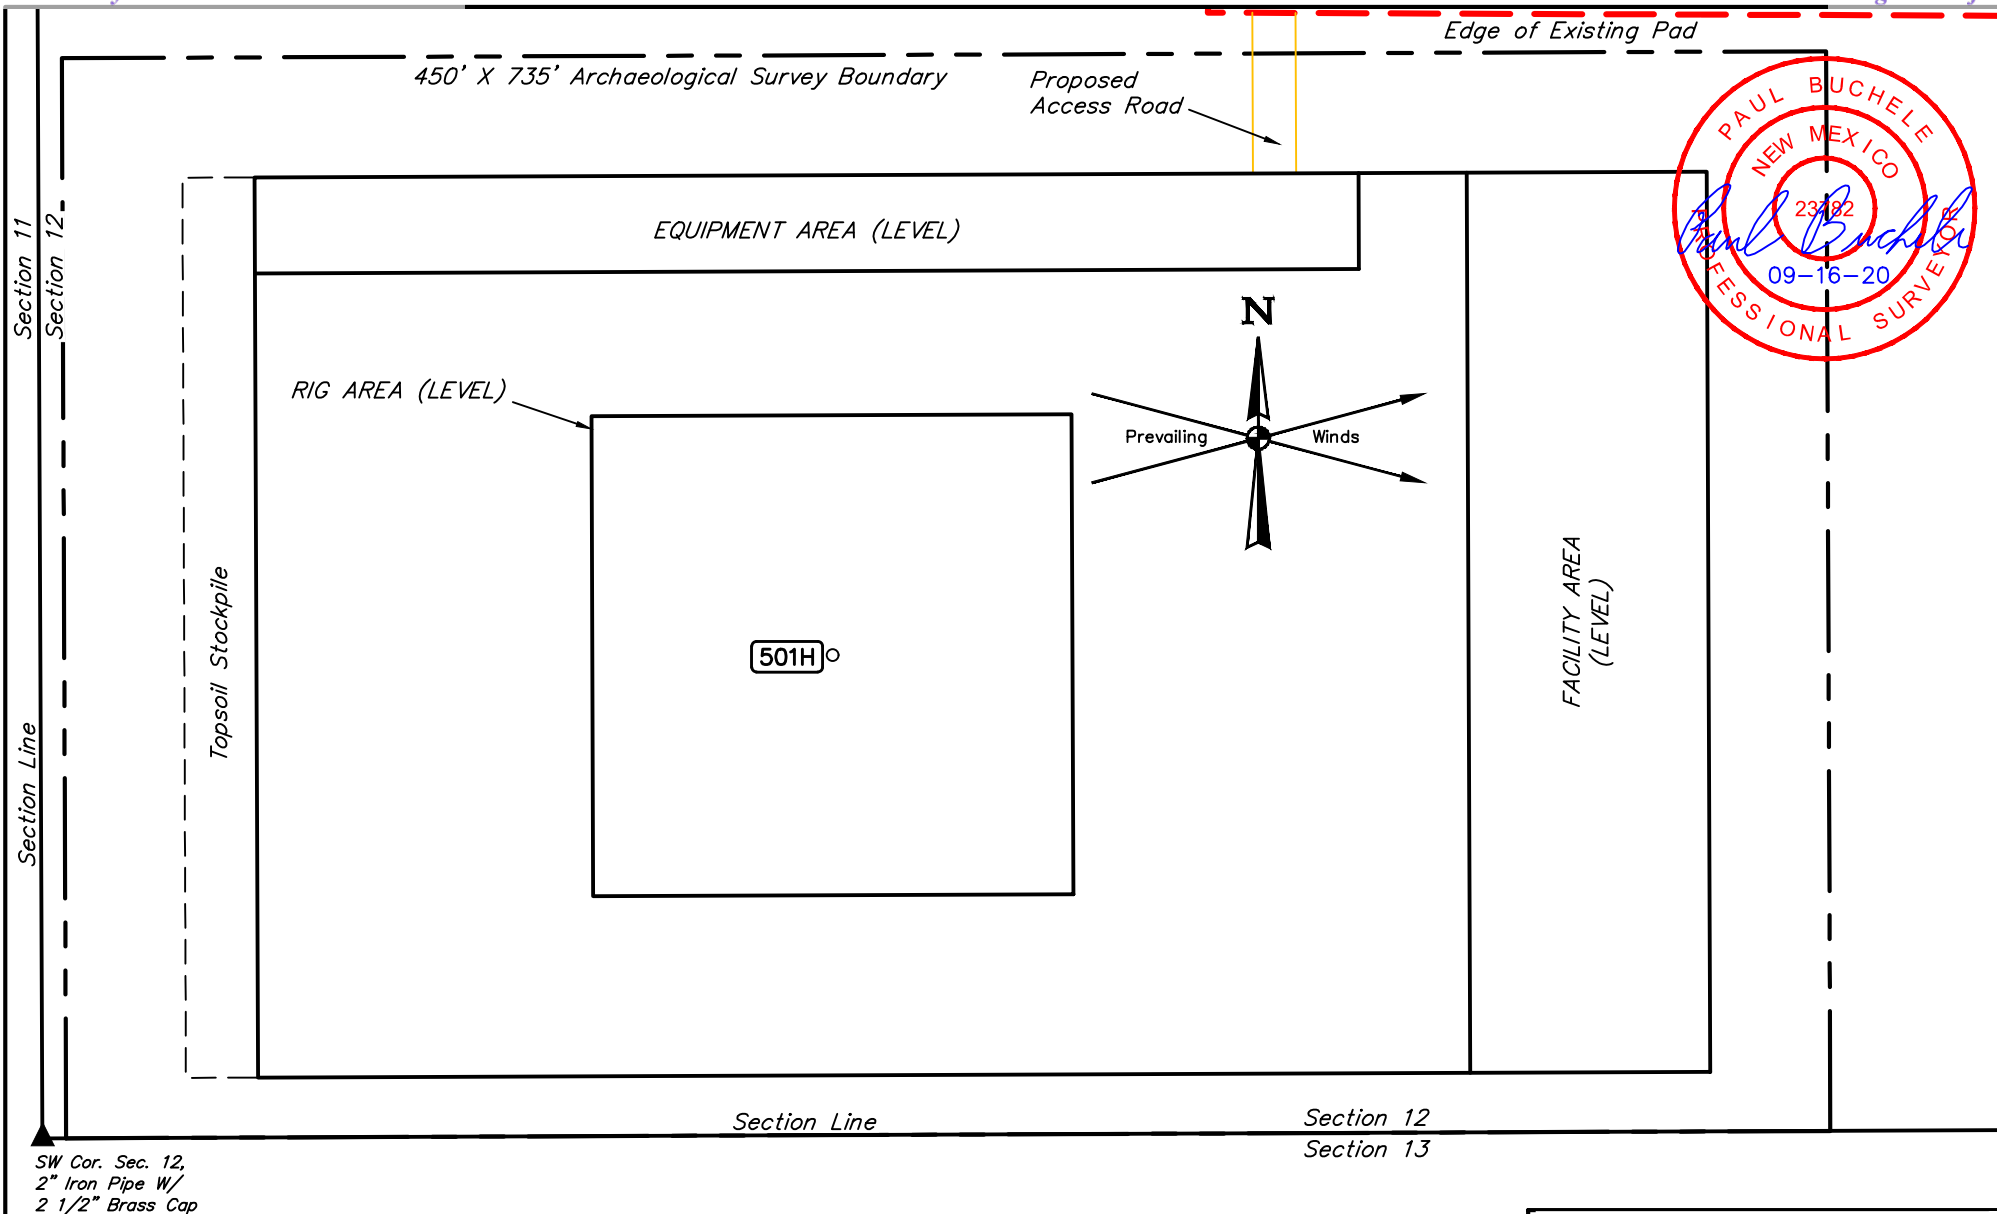 Edge of Existing Pad
450' X 735' Archaeological Survey Boundary
Proposed
Access Road
PAUL BUCHELE
NEW MEXICO
23782
PROFESSIONAL SURVEYOR
Paul Buchele
09-16-20
Section 11
Section 12
EQUIPMENT AREA (LEVEL)
N
RIG AREA (LEVEL)
Prevailing Winds
Topsoil Stockpile
501H
FACILITY AREA
(LEVEL)
Section Line
Section Line
Section 12
Section 13
SW Cor. Sec. 12,
2" Iron Pipe W/
2 1/2" Brass Cap